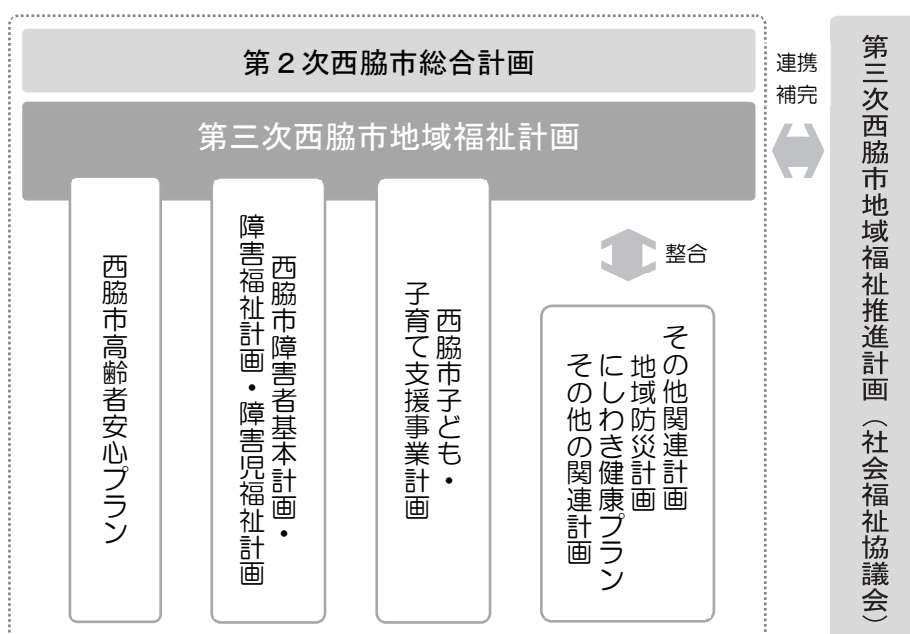 第２次西脇市総合計画
第三次西脇市地域福祉計画
連携
補完
第三次西脇市地域福祉推進計画（社会福祉協議会）
西脇市高齢者安心プラン
西脇市障害者基本計画・
障害福祉計画・障害児福祉計画
西脇市子ども・
子育て支援事業計画
整合
その他関連計画
地域防災計画
にしわき健康プラン
その他の関連計画